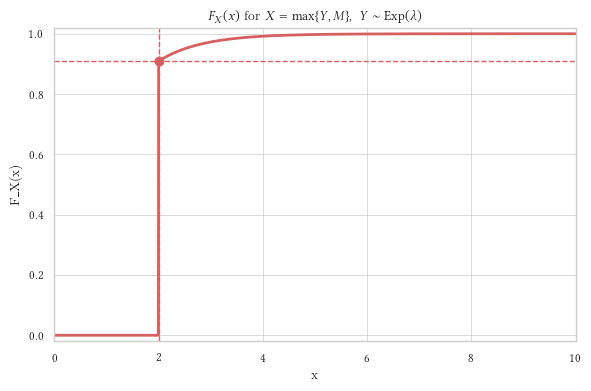 F_X(x) for X = max{Y, M}, Y ~ Exp(λ)
F_X(x)
1.0
0.8
0.6
0.4
0.2
0.0
0 2 4 6 8 10
x